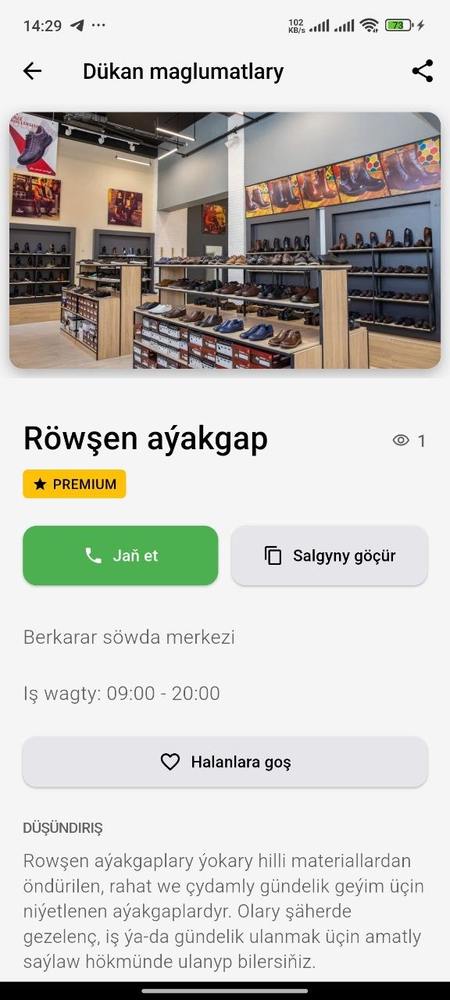 14:29
102
KB/s
73
Dükan maglumatlary
Röwşen aýakgap
1
PREMIUM
Jaň et
Salgyny göçür
Berkarar söwda merkezi
Iş wagty: 09:00 - 20:00
Halanlara goş
DÜŞÜNDIRIŞ
Rowşen aýakgaplary ýokary hilli materiallardan
öndürilen, rahat we çydamly gündelik geýim üçin
niýetlenen aýakgaplardyr. Olary şäherde
gezelenç, iş ýa-da gündelik ulanmak üçin amatly
saýlaw hökmünde ulanyp bilersiňiz.